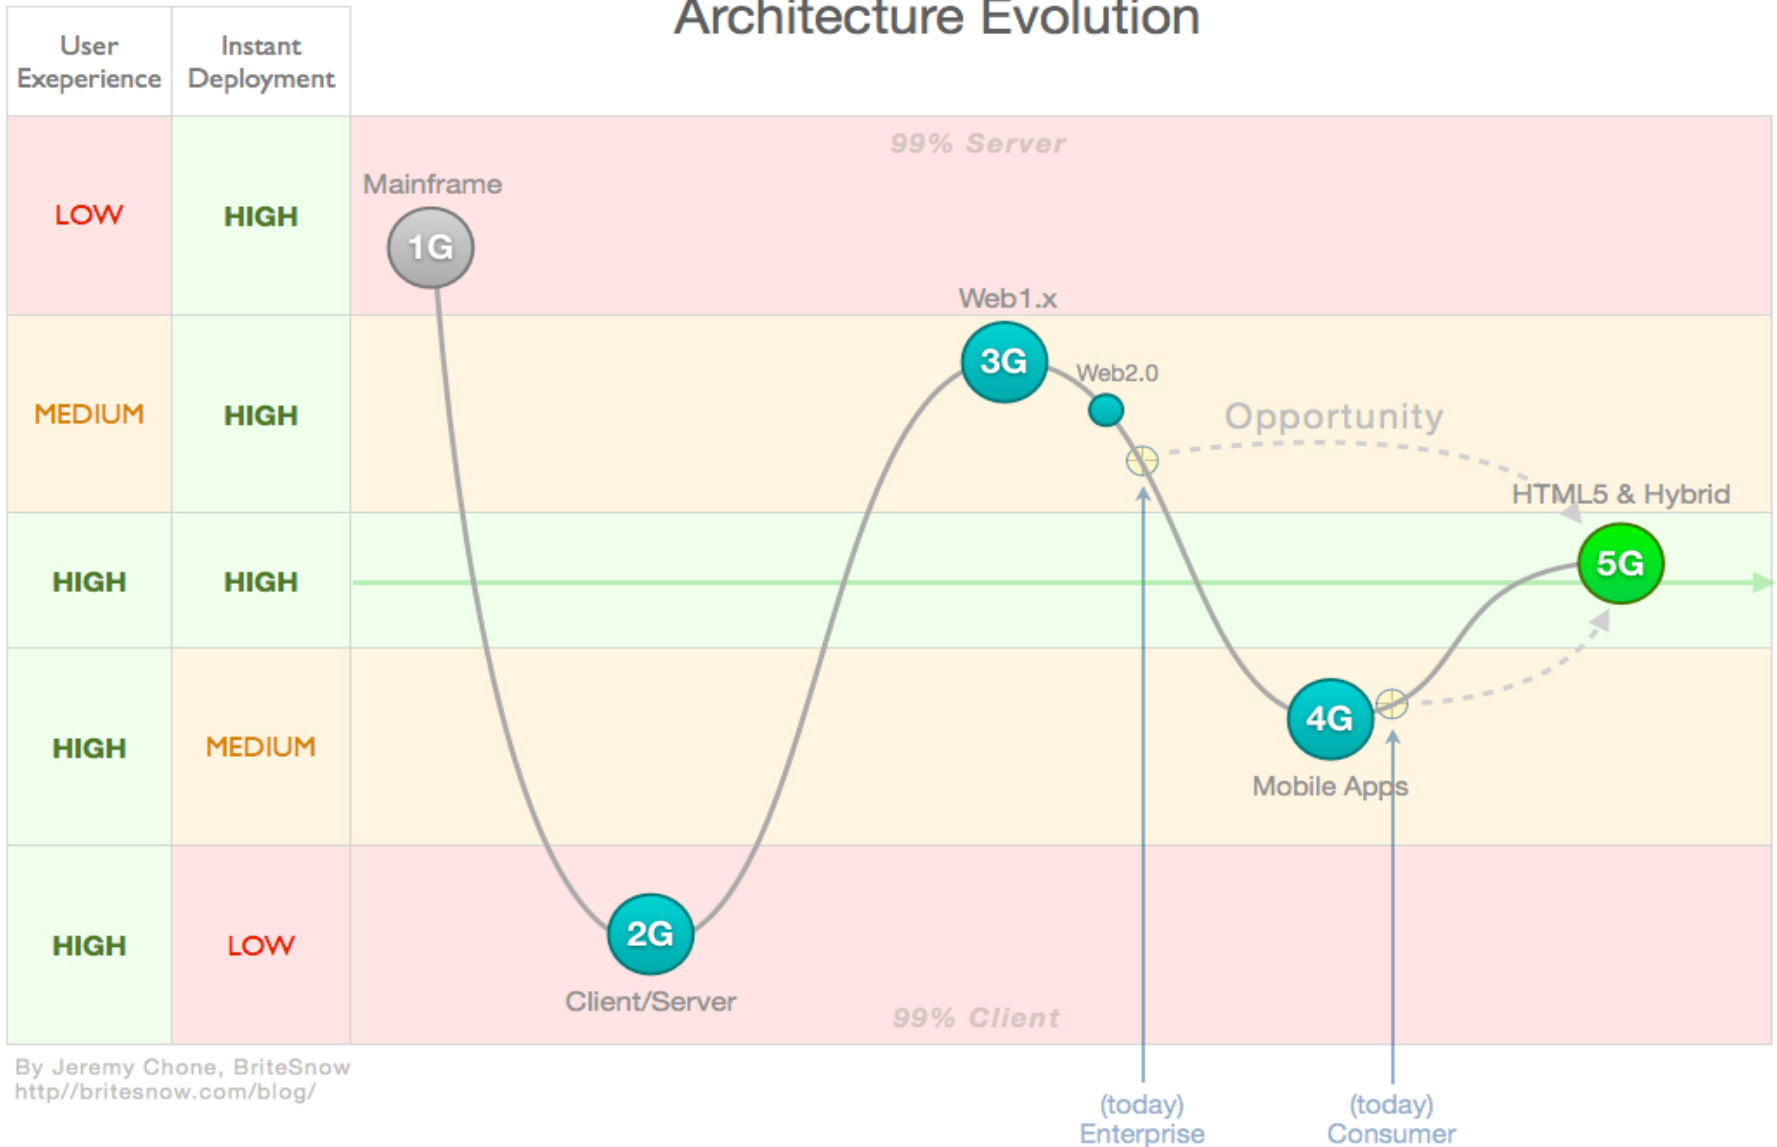 Architecture Evolution
User
Exeperience
Instant
Deployment
99% Server
LOW
HIGH
Mainframe
1G
Web1.x
3G
Web2.0
MEDIUM
HIGH
Opportunity
HTML5 & Hybrid
5G
HIGH
HIGH
4G
Mobile Apps
HIGH
MEDIUM
2G
Client/Server
HIGH
LOW
99% Client
By Jeremy Chone, BriteSnow
http//britesnow.com/blog/
(today)
Enterprise
(today)
Consumer